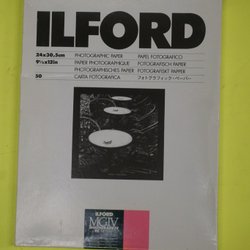 ILFORD
24x30.5cm PHOTOGRAPHIC PAPER PAPEL FOTOGRAFICO
9½x12in PAPIER PHOTOGRAPHIQUE FOTOGRAFISCH PAPIER
PHOTOGRAPHISCHES PAPIER FOTOGRAFISKT PAPPER
50 CARTA FOTOGRAFICA フォトグラフィック・ペーパー
ILFORD
MGIV